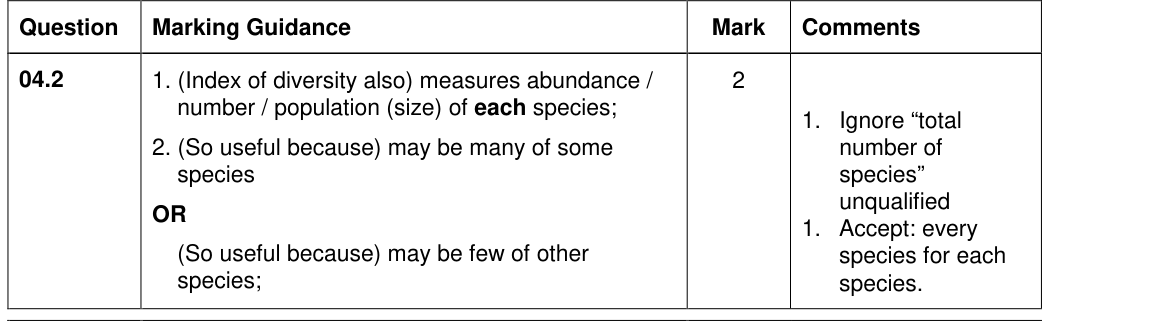 Question Marking Guidance Mark Comments
04.2
1. (Index of diversity also) measures abundance /
number / population (size) of each species;
2. (So useful because) may be many of some
species
OR
(So useful because) may be few of other
species;
2
1. Ignore “total
number of
species”
unqualified
1. Accept: every
species for each
species.